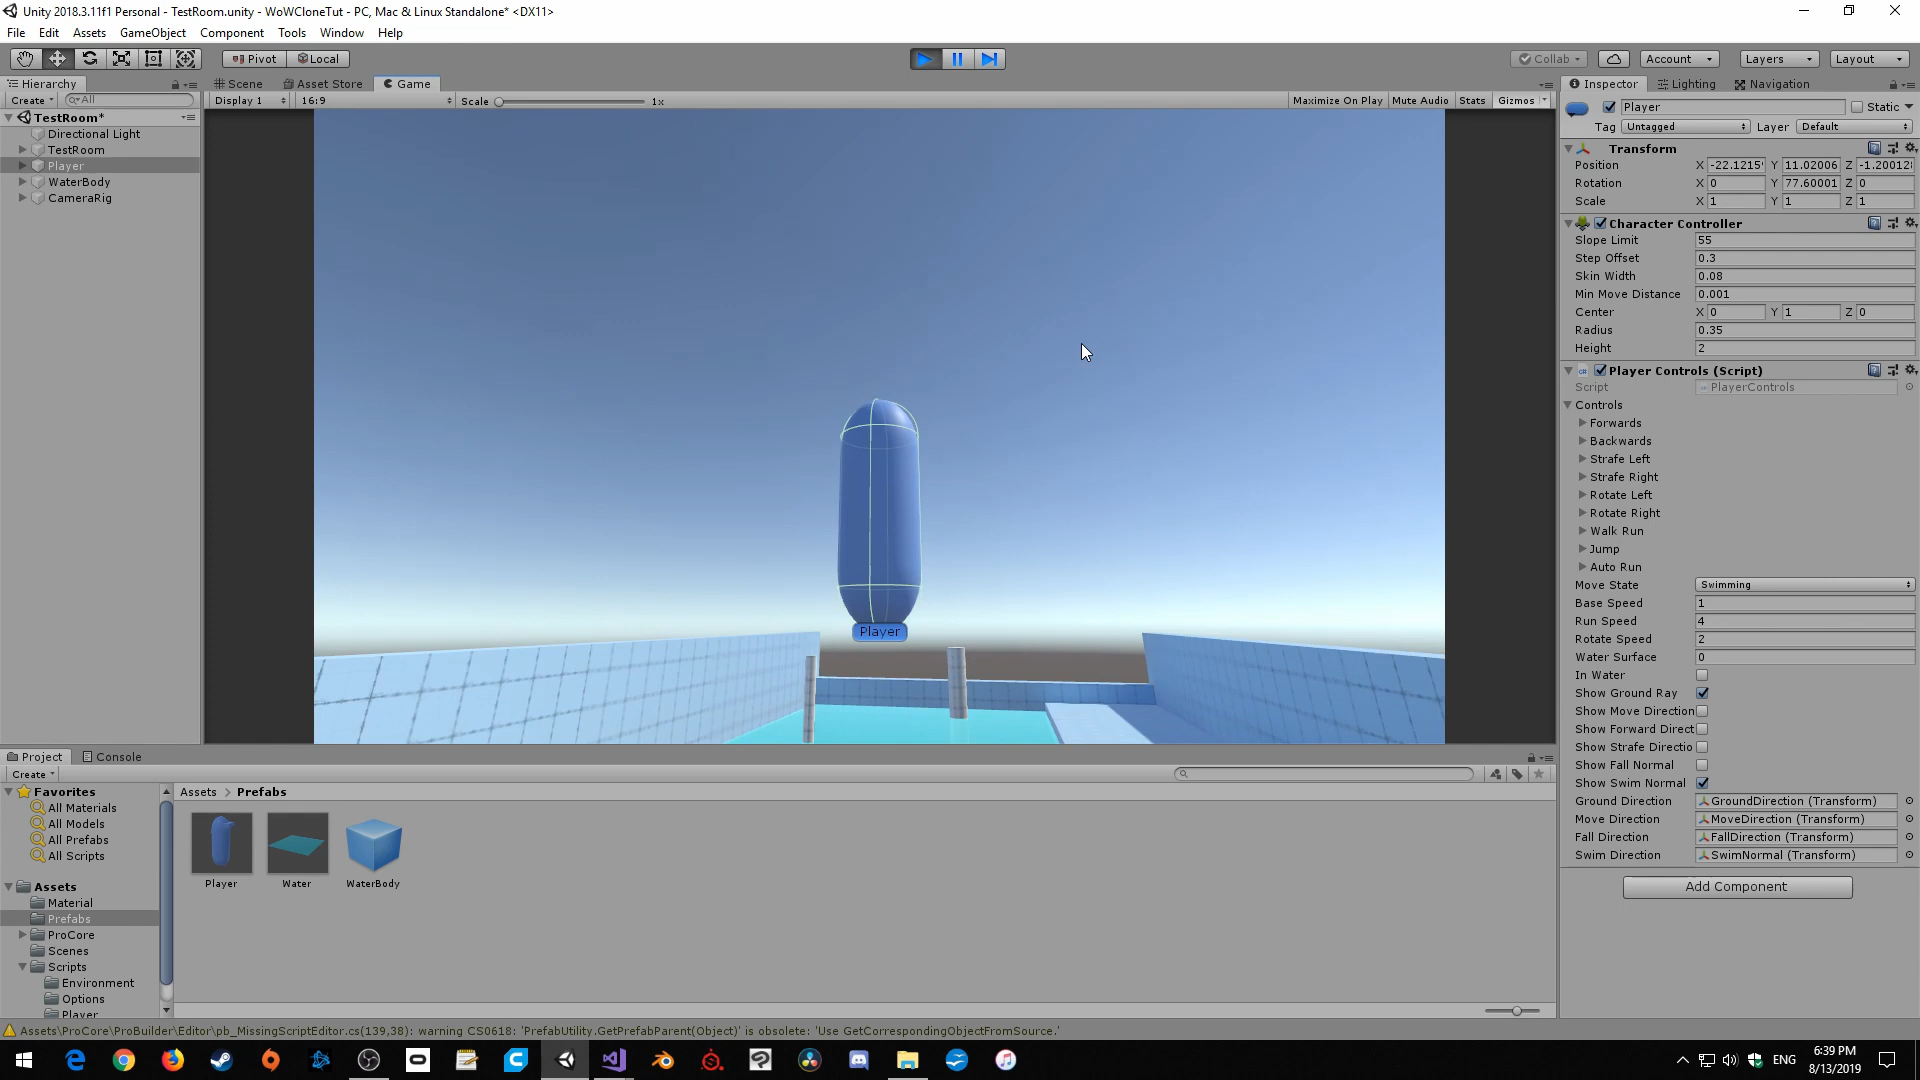 Unity 2018.3.11f1 Personal - TestRoom.unity - WoWCloneTut - PC, Mac & Linux Standalone* <DX11>
File Edit Assets GameObject Component Tools Window Help
Pivot Local Collab Account Layers Layout
Hierarchy Scene Asset Store Game Inspector Lighting Navigation
Create All Display 1 16:9 Scale 1x Maximize On Play Mute Audio Stats Gizmos
Player Static
TestRoom*
Tag Untagged Layer Default
Directional Light
TestRoom
Player
WaterBody
CameraRig
Transform
Position X -22.1215 Y 11.02006 Z -1.20012
Rotation X 0 Y 77.60001 Z 0
Scale X 1 Y 1 Z 1
Character Controller
Slope Limit 55
Step Offset 0.3
Skin Width 0.08
Min Move Distance 0.001
Center X 0 Y 1 Z 0
Radius 0.35
Height 2
Player Controls (Script)
Script PlayerControls
Controls
Forwards
Backwards
Strafe Left
Strafe Right
Rotate Left
Rotate Right
Walk Run
Jump
Auto Run
Move State Swimming
Base Speed 1
Run Speed 4
Rotate Speed 2
Water Surface 0
In Water
Show Ground Ray
Show Move Direction
Show Forward Direct
Show Strafe Directio
Show Fall Normal
Show Swim Normal
Ground Direction GroundDirection (Transform)
Move Direction MoveDirection (Transform)
Fall Direction FallDirection (Transform)
Swim Direction SwimNormal (Transform)
Add Component
Player
Project Console
Create
Favorites
All Materials
All Models
All Prefabs
All Scripts
Assets
Material
Prefabs
ProCore
Scenes
Scripts
Environment
Options
Player
Assets > Prefabs
Player Water WaterBody
Assets\ProCore\ProBuilder\Editor\pb_MissingScriptEditor.cs(139,38): warning CS0618: 'PrefabUtility.GetPrefabParent(Object)' is obsolete: 'Use GetCorrespondingObjectFromSource.'
ENG
6:39 PM
8/13/2019